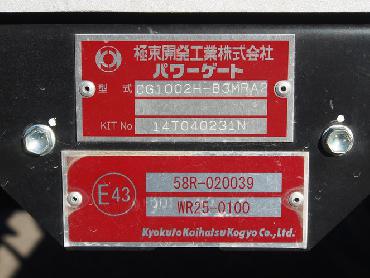 極東開発工業株式会社
パワーゲート
型式 CG1002H-B3MRA2
KIT No 14T040231N
E43
58R-020039
WR25-0100
Kyokuto Kaihatsu Kogyo Co.,Ltd.